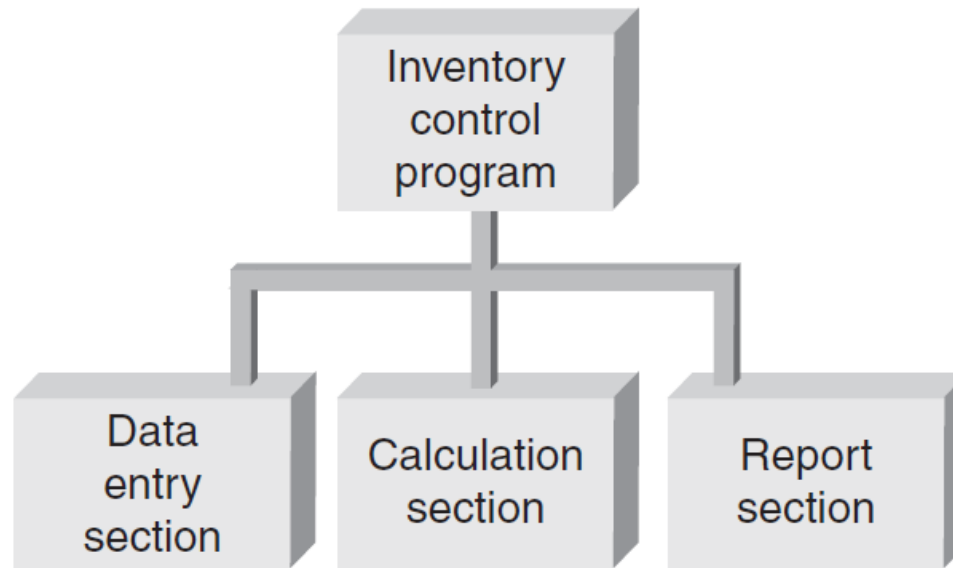 Inventory
control
program
Data
entry
section
Calculation
section
Report
section